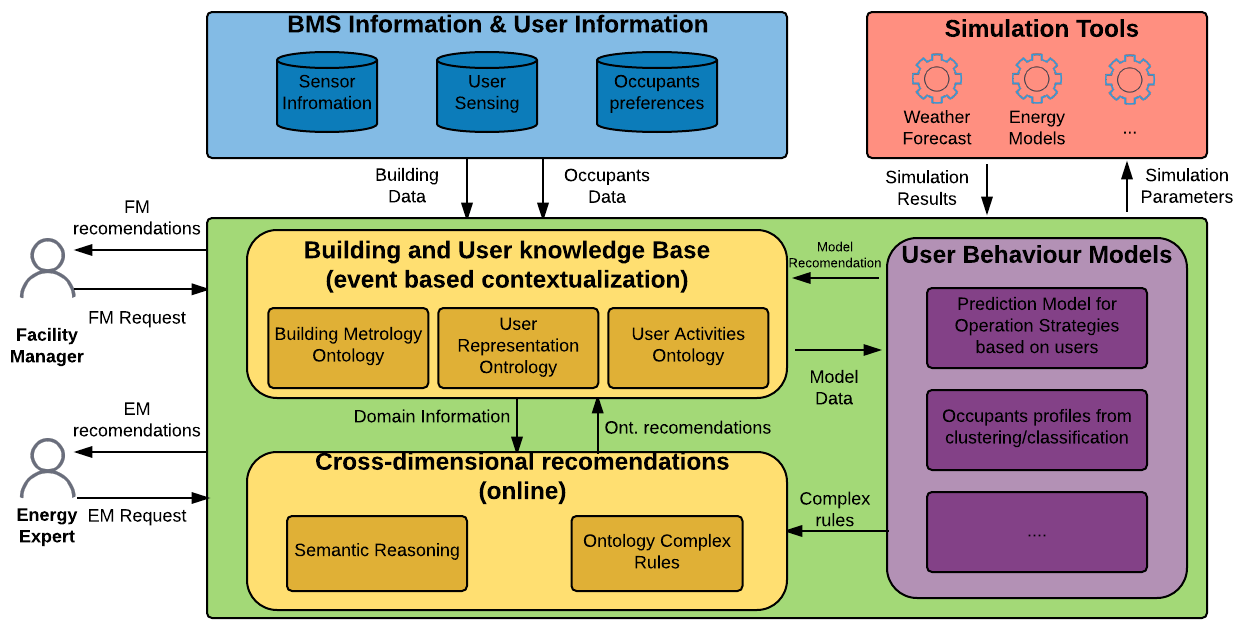 BMS Information & User Information
Sensor
Infromation
User
Sensing
Occupants
preferences
Simulation Tools
Weather
Forecast
Energy
Models
...
Building
Data
Occupants
Data
Simulation
Results
Simulation
Parameters
FM
recomendations
FM Request
Facility
Manager
EM
recomendations
EM Request
Energy
Expert
Building and User knowledge Base
(event based contextualization)
Building Metrology
Ontology
User
Representation
Ontrology
User Activities
Ontology
Model
Recomendation
Model
Data
User Behaviour Models
Prediction Model for
Operation Strategies
based on users
Occupants profiles from
clustering/classification
....
Domain Information
Ont. recomendations
Cross-dimensional recomendations
(online)
Semantic Reasoning
Ontology Complex
Rules
Complex
rules